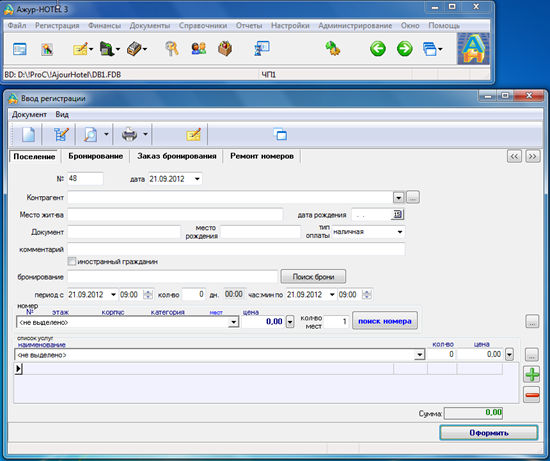 Ажур-HOTEL 3
Файл Регистрация Финансы Документы Справочники Отчеты Настройки Администрирование Окно Помощь
BD: D:\!ProC\!AjourHotel\DB1.FDB ЧП1
Ввод регистрации
Документ Вид
Поселение Бронирование Заказ бронирования Ремонт номеров << >>
№ 48 дата 21.09.2012
Контрагент ...
Место жит-ва дата рождения . . 15
Документ место рождения тип оплаты наличная
комментарий
иностранный гражданин
бронирование Поиск брони
период с 21.09.2012 09:00 кол-во 0 дн. 00:00 час:мин по 21.09.2012 09:00
номер
№ этаж корпус категория мест цена
<не выделено> 0,00 кол-во мест 1 поиск номера ...
список услуг
наименование кол-во цена
<не выделено> 0 0,00 ...
Сумма: 0,00
Оформить